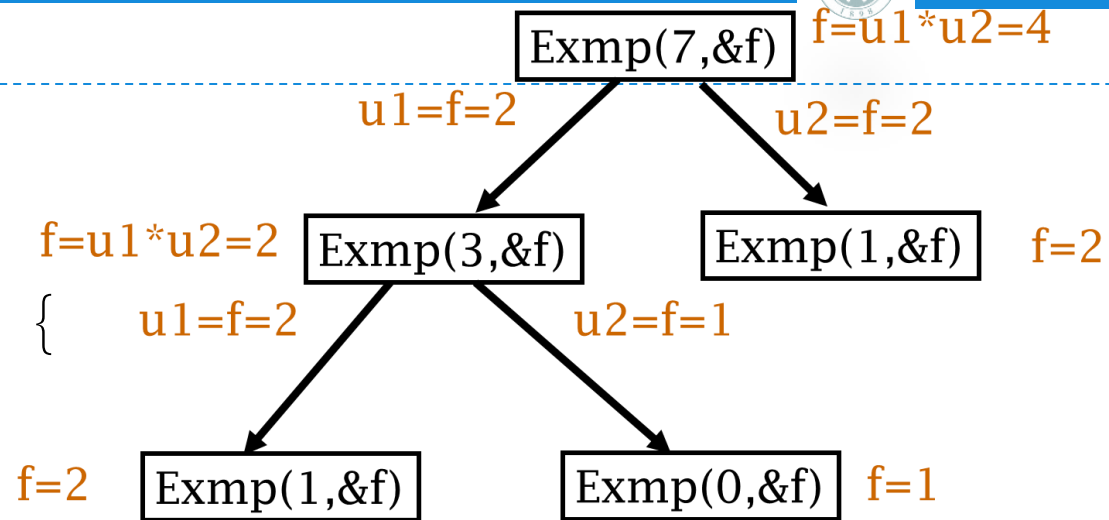 Exmp(7,&f)
f=u1*u2=4
u1=f=2
u2=f=2
f=u1*u2=2
Exmp(3,&f)
Exmp(1,&f)
f=2
{
u1=f=2
u2=f=1
f=2
Exmp(1,&f)
Exmp(0,&f)
f=1
1898